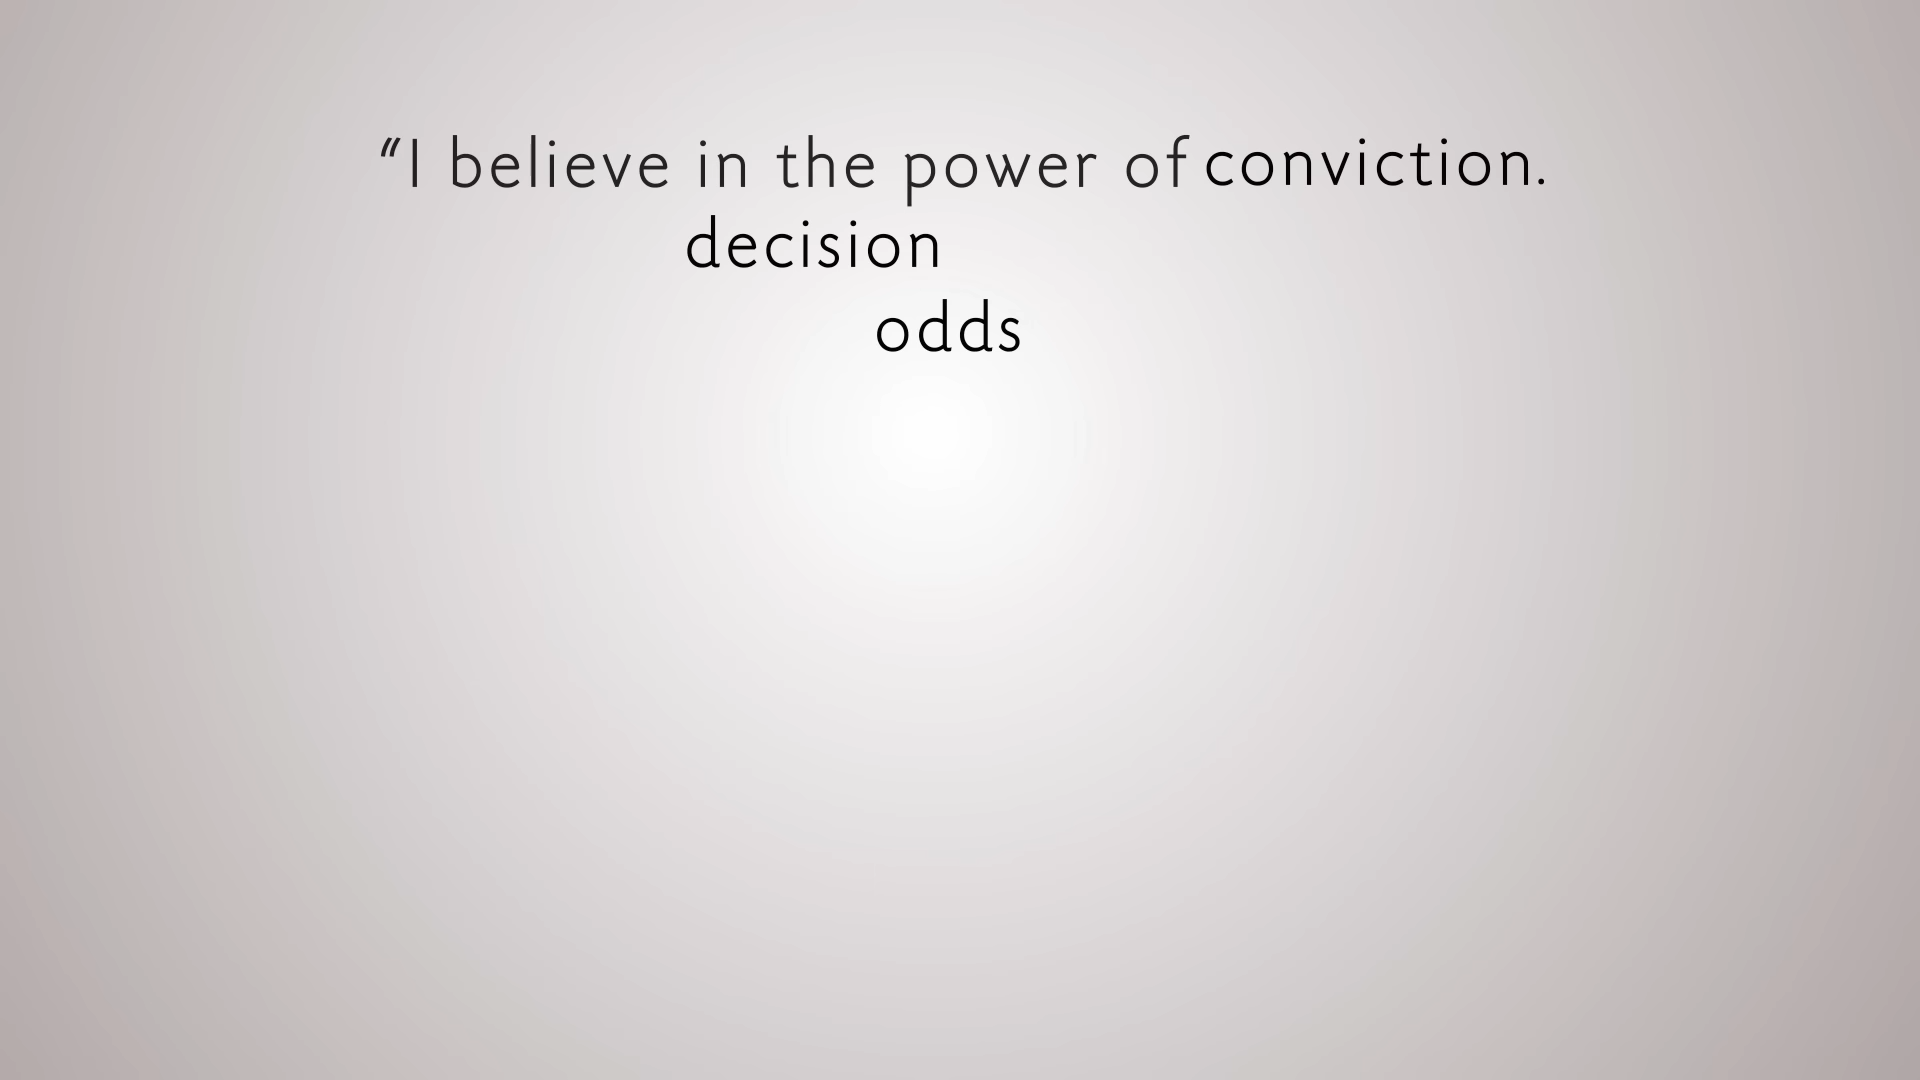 “I believe in the power of conviction.
decision
odds